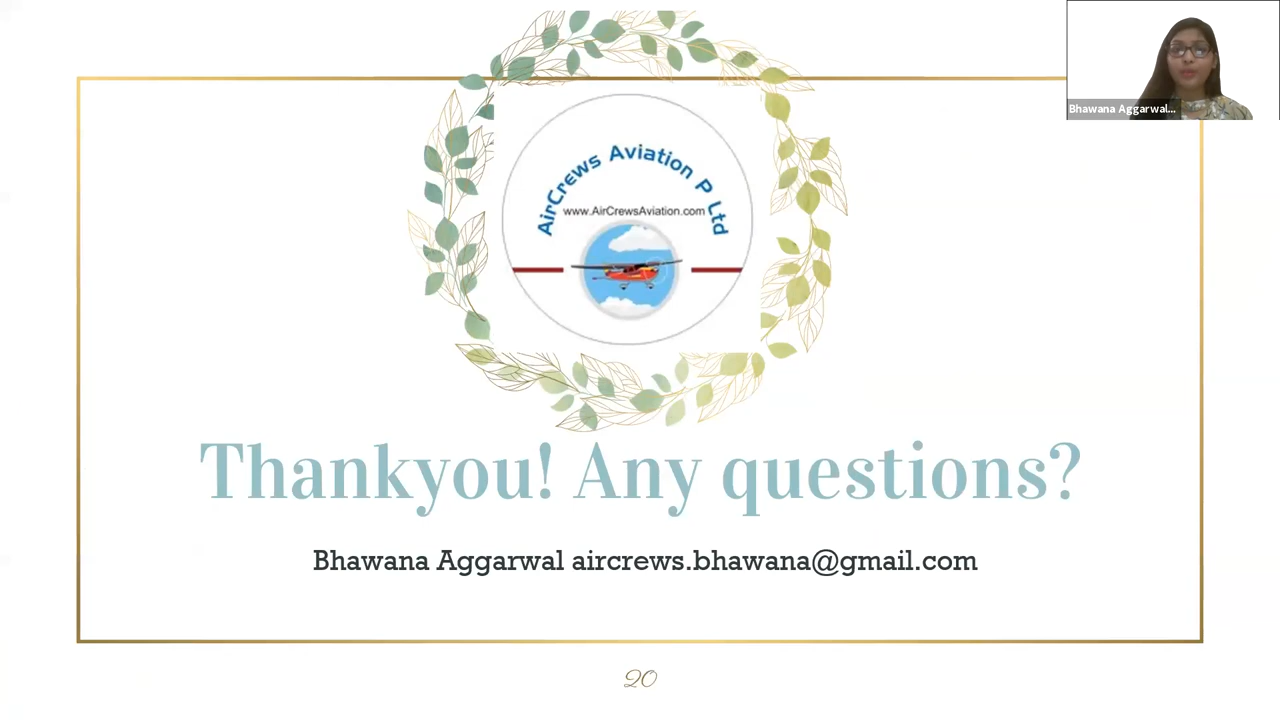 Bhawana Aggarwal...
AirCrews Aviation P Ltd
www.AirCrewsAviation.com
Thankyou! Any questions?
Bhawana Aggarwal aircrews.bhawana@gmail.com
20